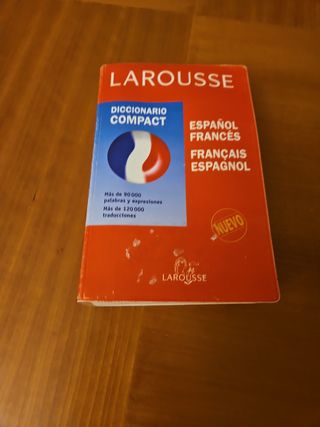 LAROUSSE
DICCIONARIO
COMPACT
ESPAÑOL
FRANCÉS
FRANÇAIS
ESPAGNOL
Más de 90 000
palabras y expresiones
Más de 120 000
traducciones
NUEVO
LAROUSSE